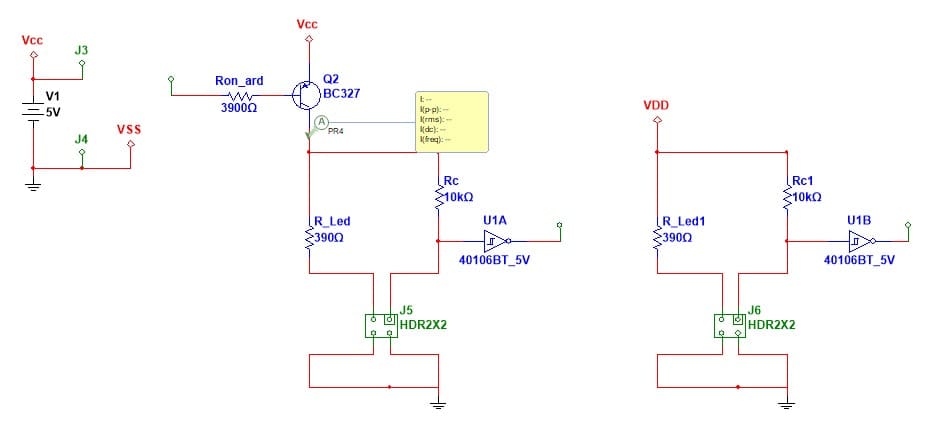 Vcc
J3
V1
5V
J4
VSS
Ron_ard
3900Ω
Vcc
Q2
BC327
A
PR4
I: --
I(p-p): --
I(rms): --
I(dc): --
I(freq): --
Rc
10kΩ
R_Led
390Ω
U1A
40106BT_5V
J5
HDR2X2
VDD
Rc1
10kΩ
R_Led1
390Ω
U1B
40106BT_5V
J6
HDR2X2